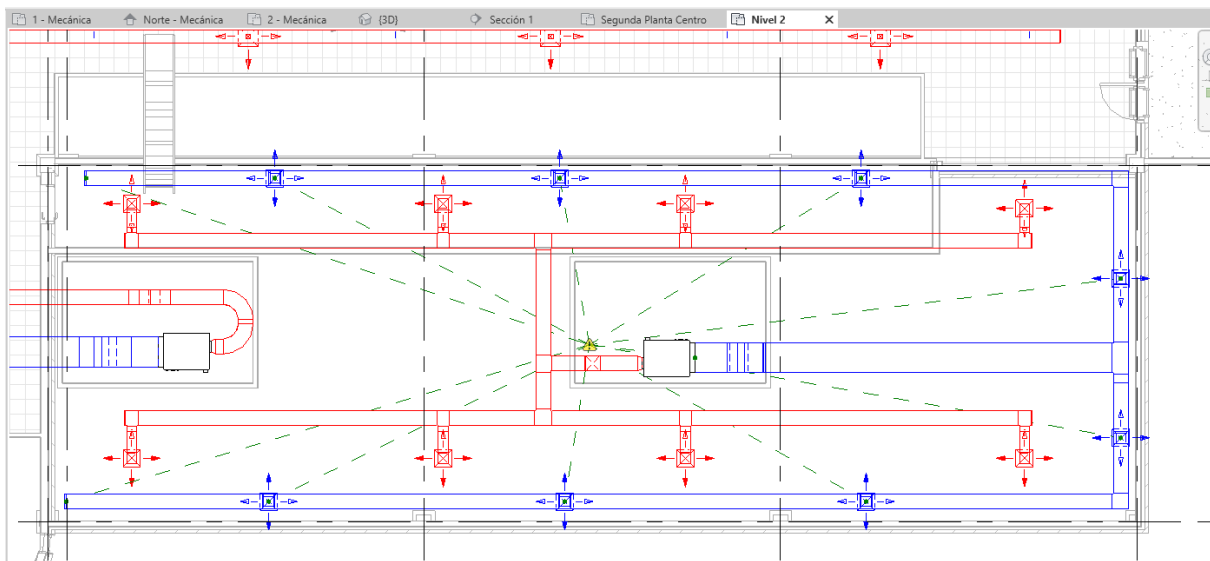 1 - Mecánica
Norte - Mecánica
2 - Mecánica
{3D}
Sección 1
Segunda Planta Centro
Nivel 2